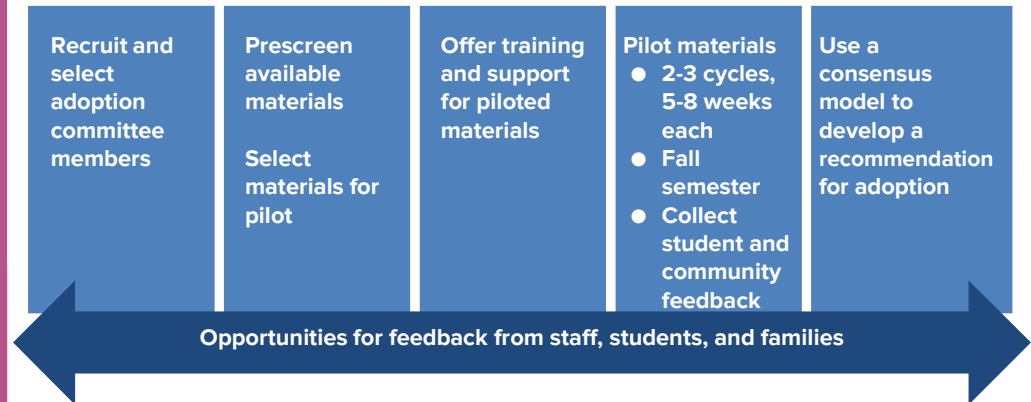 Recruit and
select
adoption
committee
members
Prescreen
available
materials
Select
materials for
pilot
Offer training
and support
for piloted
materials
Pilot materials
● 2-3 cycles,
5-8 weeks
each
● Fall
semester
● Collect
student and
community
feedback
Use a
consensus
model to
develop a
recommendation
for adoption
Opportunities for feedback from staff, students, and families